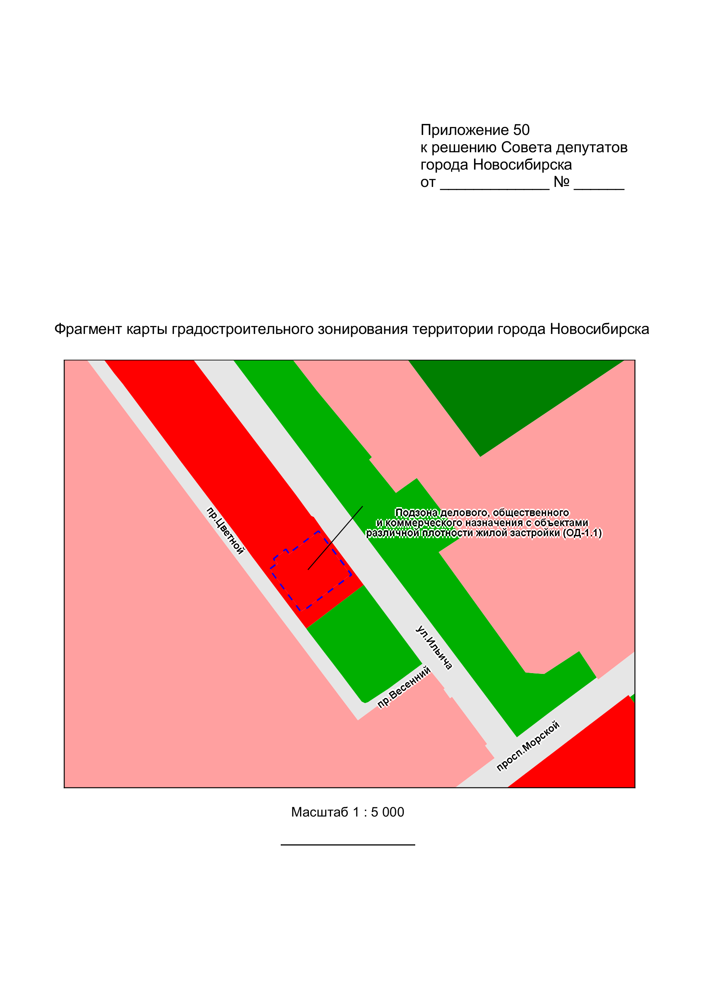 Приложение 50
к решению Совета депутатов
города Новосибирска
от _____________ № ______
Фрагмент карты градостроительного зонирования территории города Новосибирска
Подзона делового, общественного
и коммерческого назначения с объектами
различной плотности жилой застройки (ОД-1.1)
пр.Цветной
ул.Ильича
пр.Весенний
просп.Морской
Масштаб 1 : 5 000